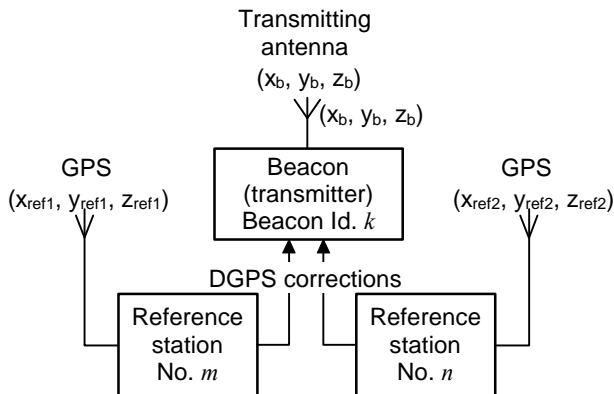 Transmitting
antenna
(xb, yb, zb)
(xb, yb, zb)
GPS
(xref1, yref1, zref1)
Beacon
(transmitter)
Beacon Id. k
GPS
(xref2, yref2, zref2)
DGPS corrections
Reference
station
No. m
Reference
station
No. n